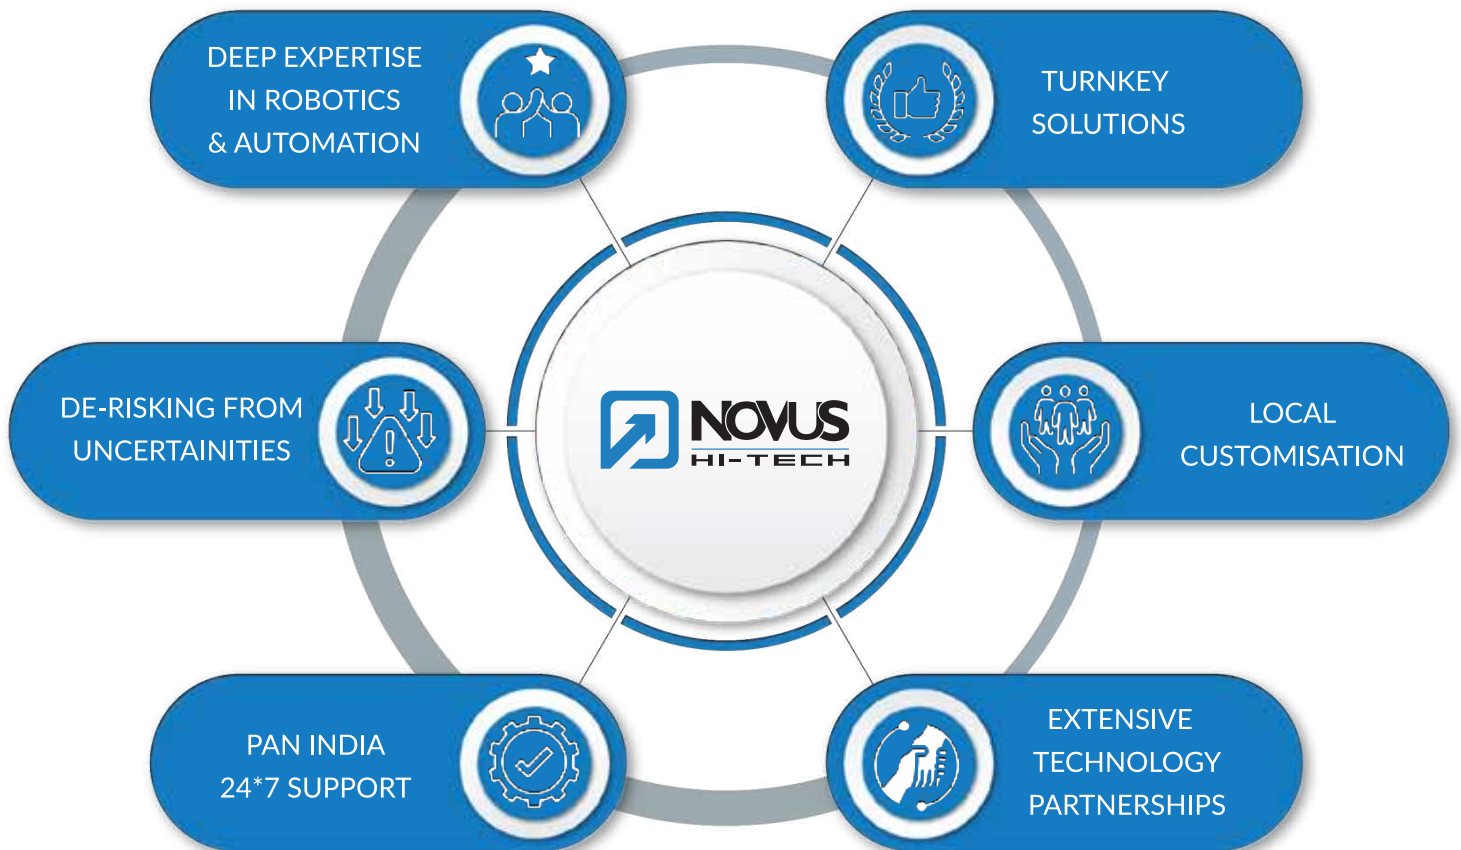 DEEP EXPERTISE
IN ROBOTICS
& AUTOMATION
TURNKEY
SOLUTIONS
DE-RISKING FROM
UNCERTAINITIES
NOVUS
HI-TECH
LOCAL
CUSTOMISATION
PAN INDIA
24*7 SUPPORT
EXTENSIVE
TECHNOLOGY
PARTNERSHIPS